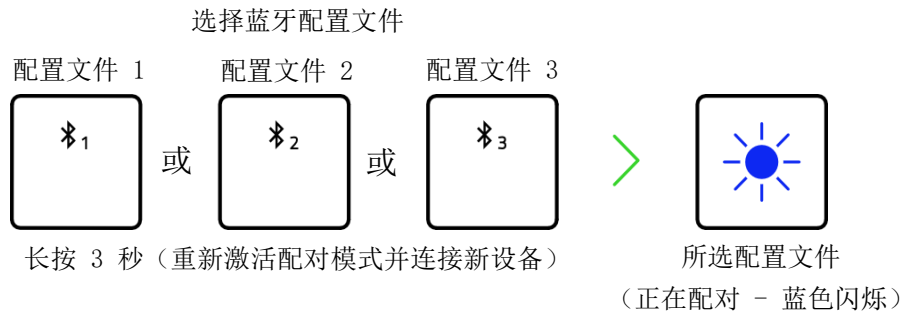 选择蓝牙配置文件
配置文件 1 配置文件 2 配置文件 3
1 或 2 或 3
长按 3 秒（重新激活配对模式并连接新设备）
所选配置文件
（正在配对 - 蓝色闪烁）